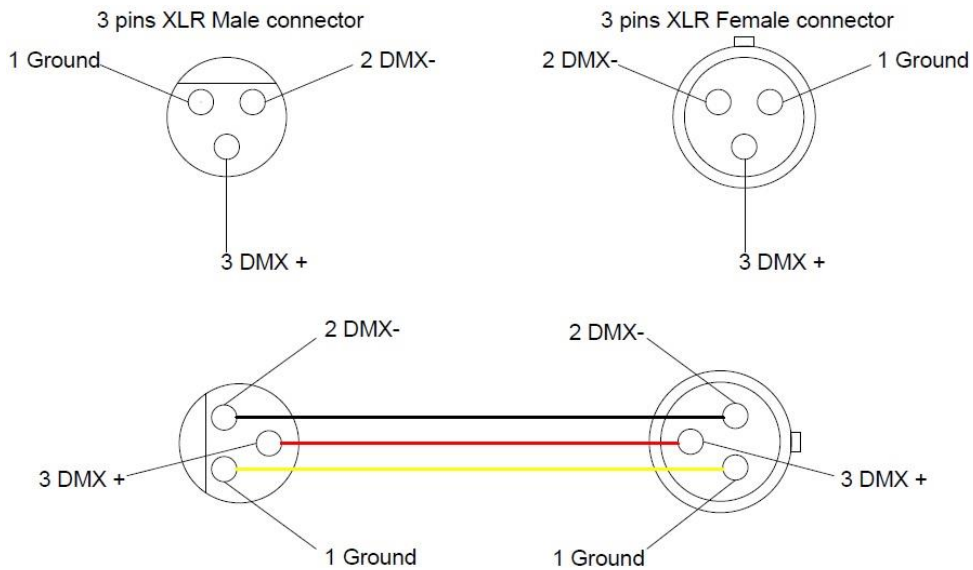 3 pins XLR Male connector
3 pins XLR Female connector
1 Ground
2 DMX-
2 DMX-
1 Ground
3 DMX +
3 DMX +
2 DMX-
2 DMX-
3 DMX +
3 DMX +
1 Ground
1 Ground